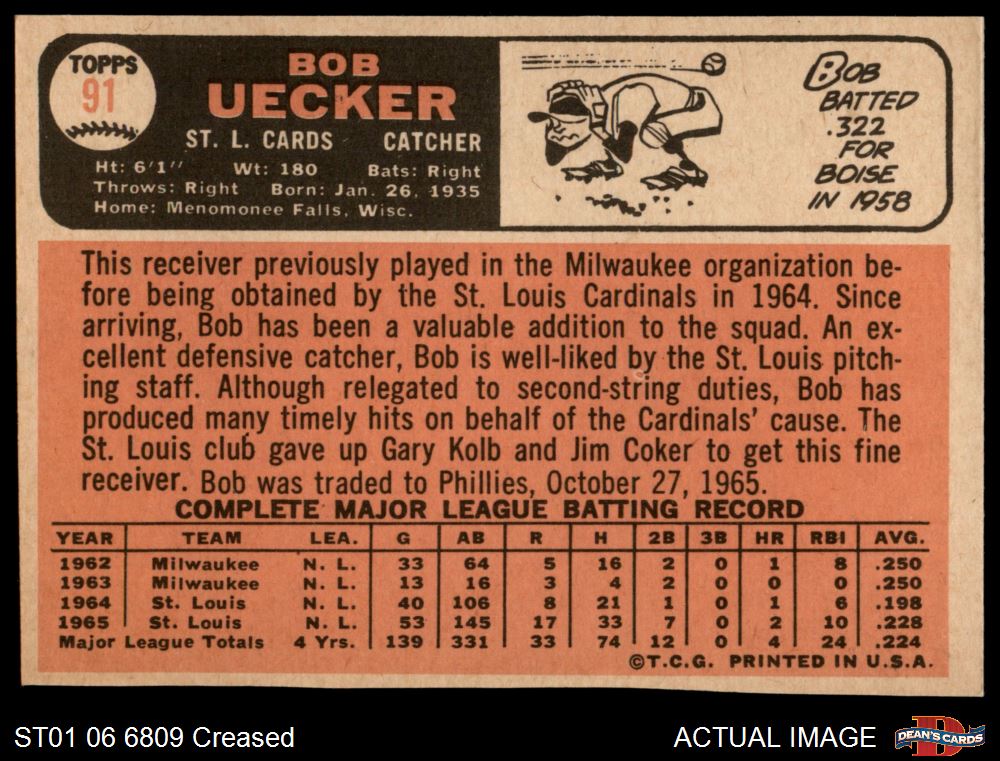 TOPPS
91
BOB
UECKER
ST. L. CARDS CATCHER
Ht: 6'1" Wt: 180 Bats: Right
Throws: Right Born: Jan. 26, 1935
Home: Menomonee Falls, Wisc.
BOB
BATTED
.322
FOR
BOISE
IN 1958
This receiver previously played in the Milwaukee organization be-
fore being obtained by the St. Louis Cardinals in 1964. Since
arriving, Bob has been a valuable addition to the squad. An ex-
cellent defensive catcher, Bob is well-liked by the St. Louis pitch-
ing staff. Although relegated to second-string duties, Bob has
produced many timely hits on behalf of the Cardinals' cause. The
St. Louis club gave up Gary Kolb and Jim Coker to get this fine
receiver. Bob was traded to Phillies, October 27, 1965.
COMPLETE MAJOR LEAGUE BATTING RECORD
YEAR TEAM LEA. G AB R H 2B 3B HR RBI AVG.
1962 Milwaukee N. L. 33 64 5 16 2 0 1 8 .250
1963 Milwaukee N. L. 13 16 3 4 2 0 0 0 .250
1964 St. Louis N. L. 40 106 8 21 1 0 1 6 .198
1965 St. Louis N. L. 53 145 17 33 7 0 2 10 .228
Major League Totals 4 Yrs. 139 331 33 74 12 0 4 24 .224
©T.C.G. PRINTED IN U.S.A.
ST01 06 6809 Creased
ACTUAL IMAGE
DEAN'S CARDS